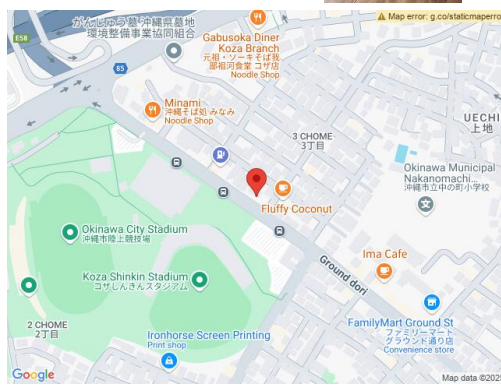 がんじゅう墓 沖縄県墓地
環境整備事業協同組合
Gabusoka Diner
Koza Branch
元祖・ソーキそば我
部祖河食堂 コザ店
Noodle Shop
Map error: g.co/staticmaperro
E58
85
Minami
沖縄そば処 みなみ
Noodle Shop
3 CHOME
3丁目
UECHI
上地
Okinawa Municipal
Nakanomachi...
沖縄市立中の町小学校
Fluffy Coconut
Okinawa City Stadium
沖縄市陸上競技場
Koza Shinkin Stadium
コザしんきんスタジアム
Ground dori
Ima Cafe
2 CHOME
2丁目
Ironhorse Screen Printing
Print shop
FamilyMart Ground St
ファミリーマート
グラウンド通り店
Convenience store
Google
Map data ©2025